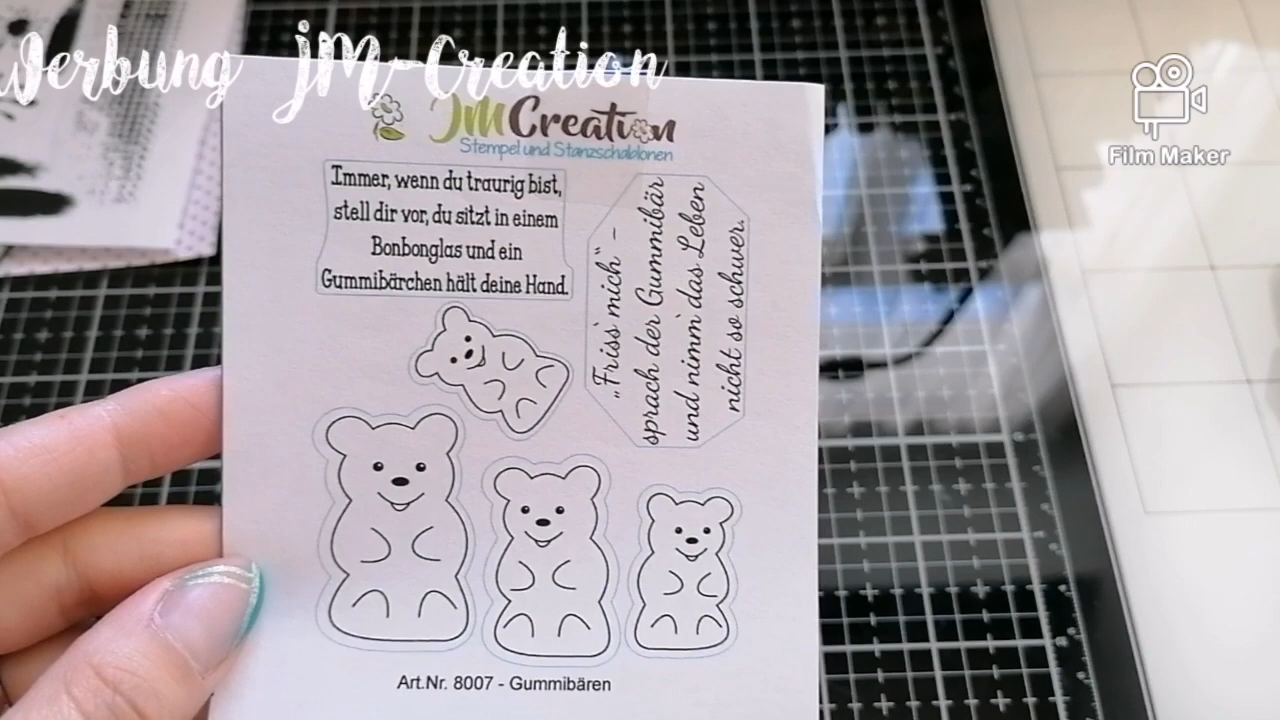 Werbung JM-Creation
JMCreation
Stempel und Stanzschablonen
Immer, wenn du traurig bist,
stell dir vor, du sitzt in einem
Bonbonglas und ein
Gummibärchen hält deine Hand.
„Friss' mich“ -
sprach der Gummibär
und nimm' das Leben
nicht so schwer.
Art.Nr. 8007 - Gummibären
Film Maker